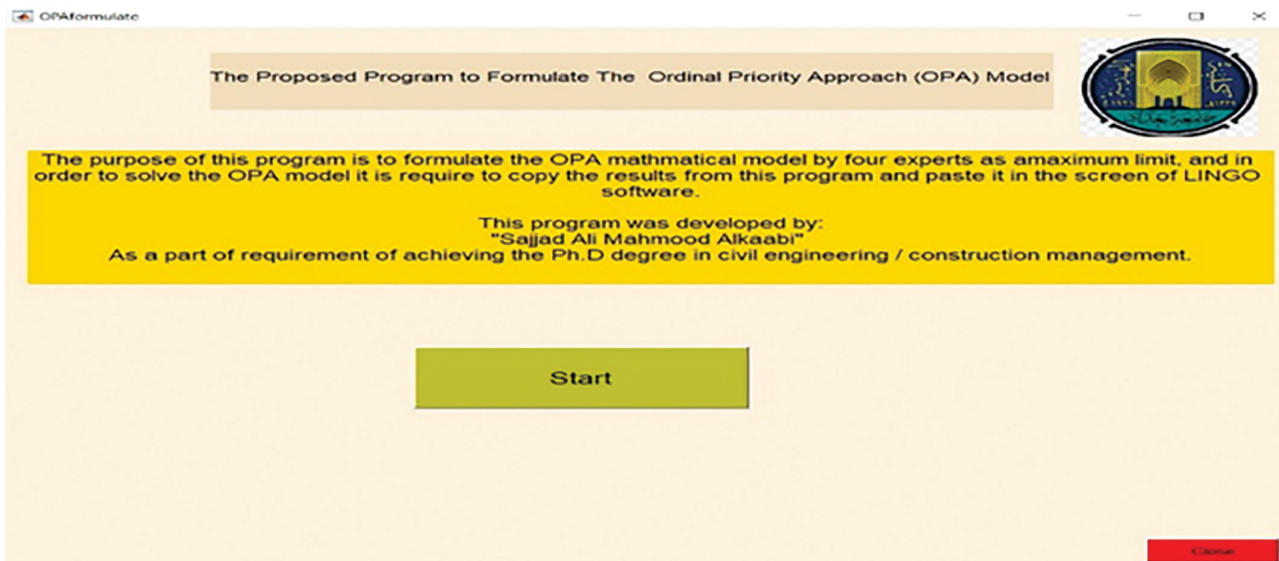 OPAformulate
The Proposed Program to Formulate The Ordinal Priority Approach (OPA) Model
The purpose of this program is to formulate the OPA mathmatical model by four experts as amaximum limit, and in
order to solve the OPA model it is require to copy the results from this program and paste it in the screen of LINGO
software.
This program was developed by:
"Sajjad Ali Mahmood Alkaabi"
As a part of requirement of achieving the Ph.D degree in civil engineering / construction management.
Start
Close